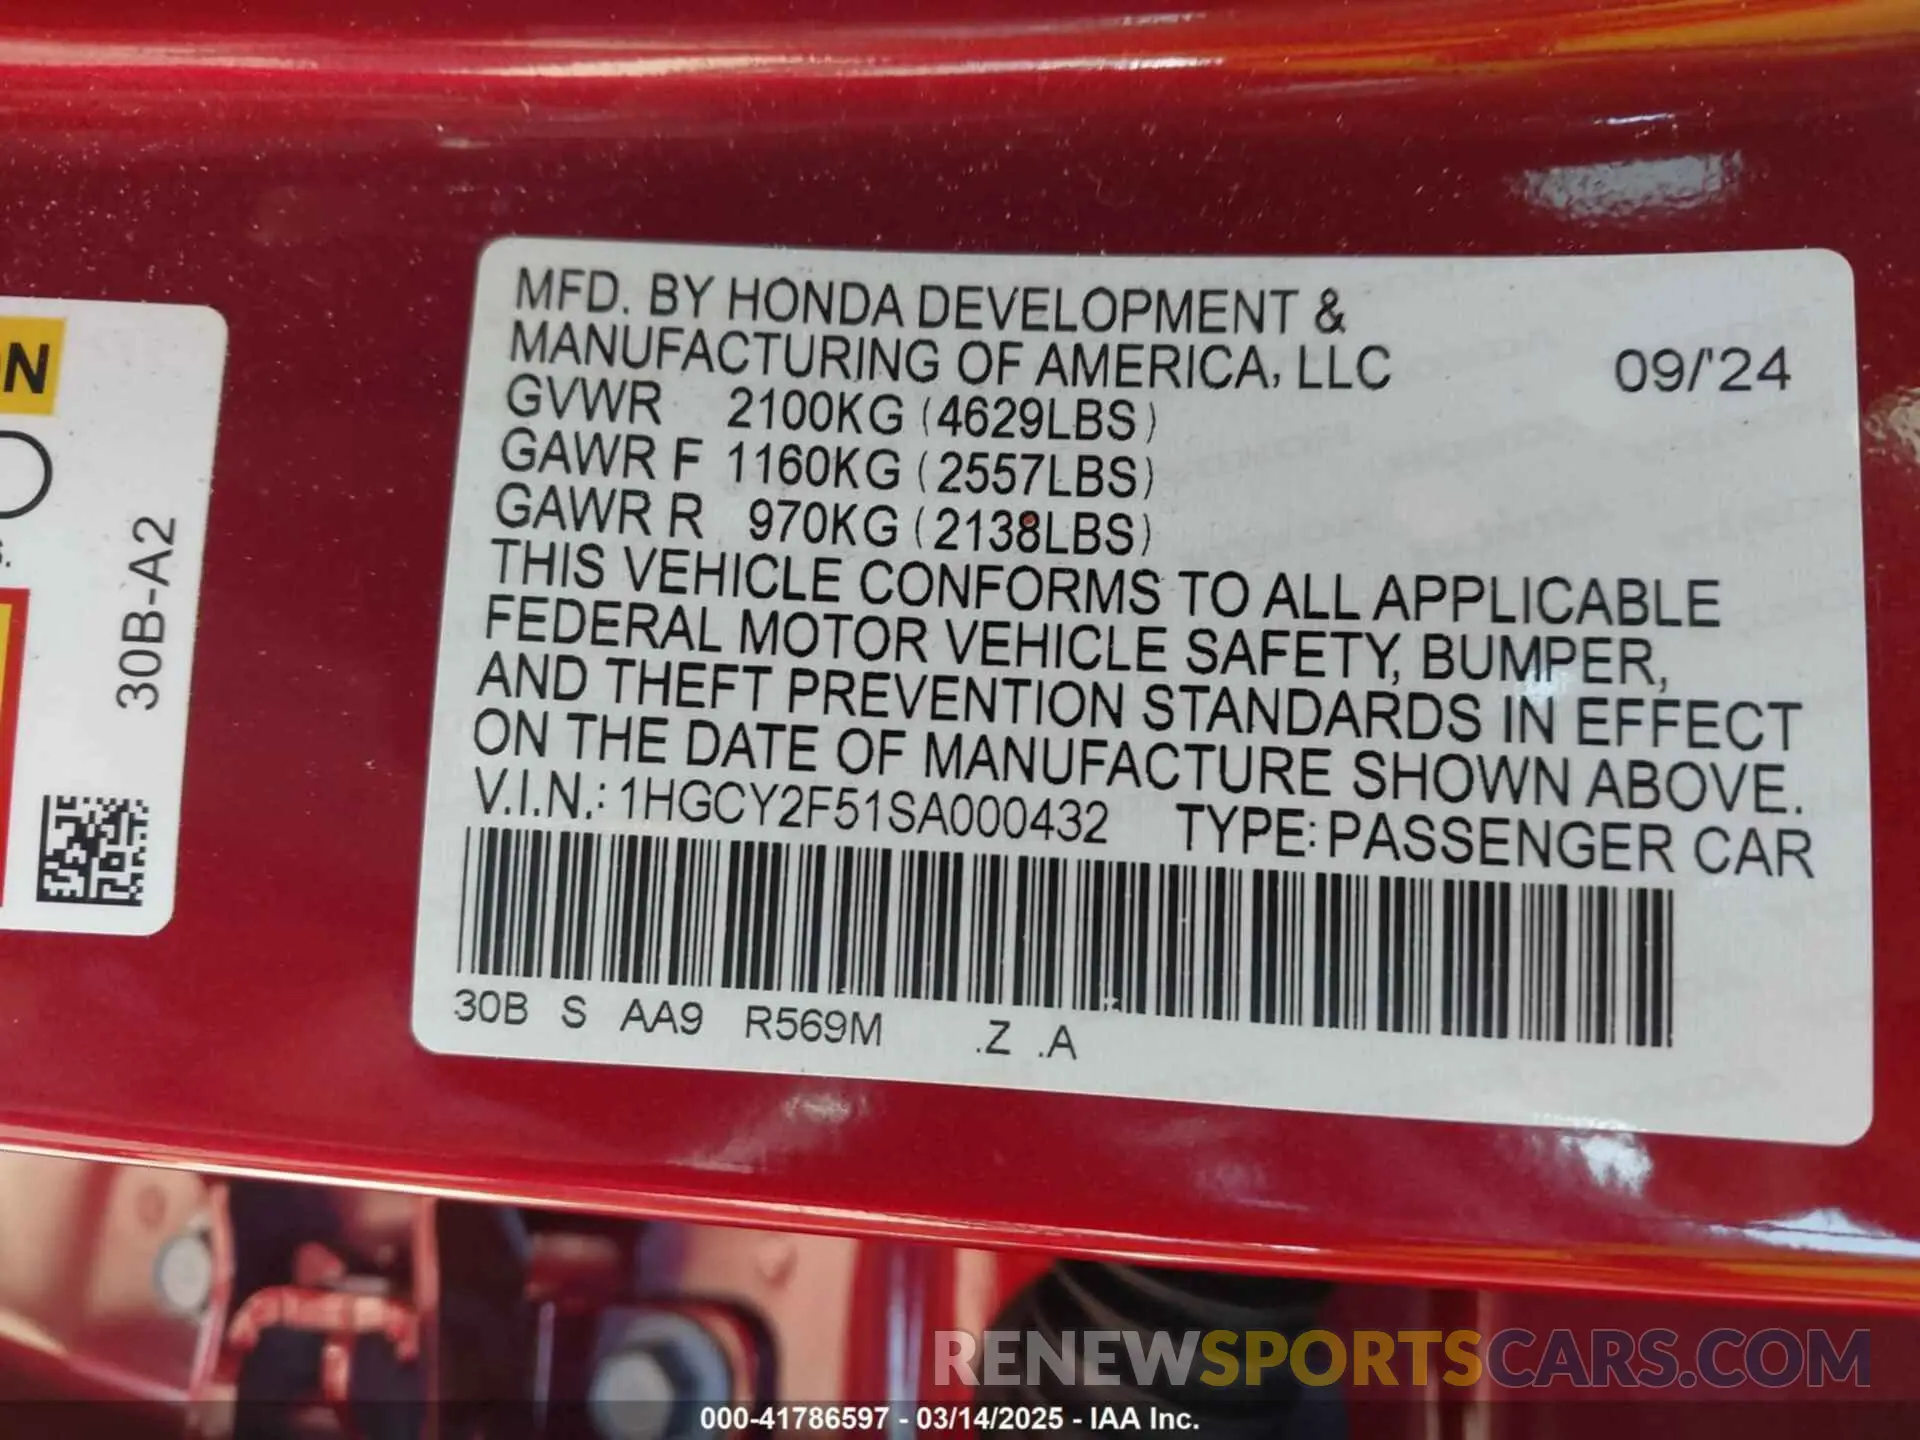 MFD. BY HONDA DEVELOPMENT &
MANUFACTURING OF AMERICA, LLC 09/'24
GVWR 2100KG (4629LBS)
GAWR F 1160KG (2557LBS)
GAWR R 970KG (2138LBS)
THIS VEHICLE CONFORMS TO ALL APPLICABLE
FEDERAL MOTOR VEHICLE SAFETY, BUMPER,
AND THEFT PREVENTION STANDARDS IN EFFECT
ON THE DATE OF MANUFACTURE SHOWN ABOVE.
V.I.N.: 1HGCY2F51SA000432 TYPE: PASSENGER CAR
30B S AA9 R569M .Z .A
30B-A2
RENEWSPORTSCARS.COM
000-41786597 - 03/14/2025 - IAA Inc.